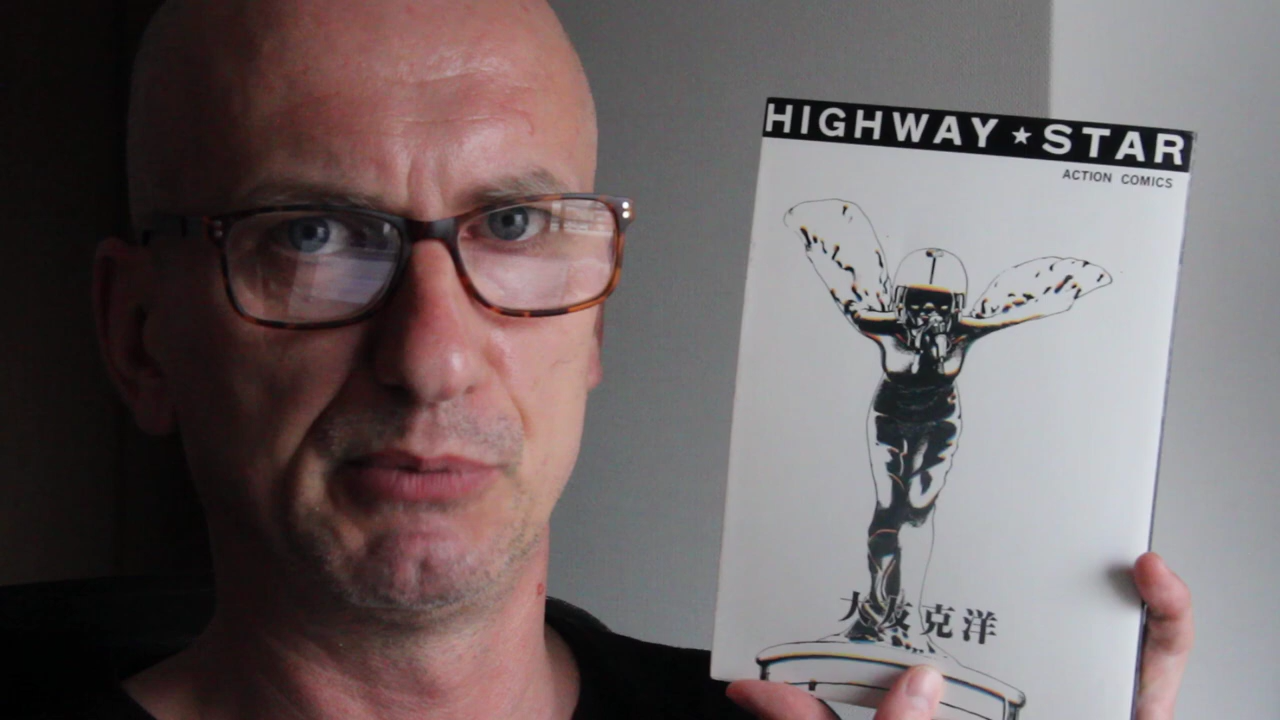 HIGHWAY★STAR
ACTION COMICS
大友克洋